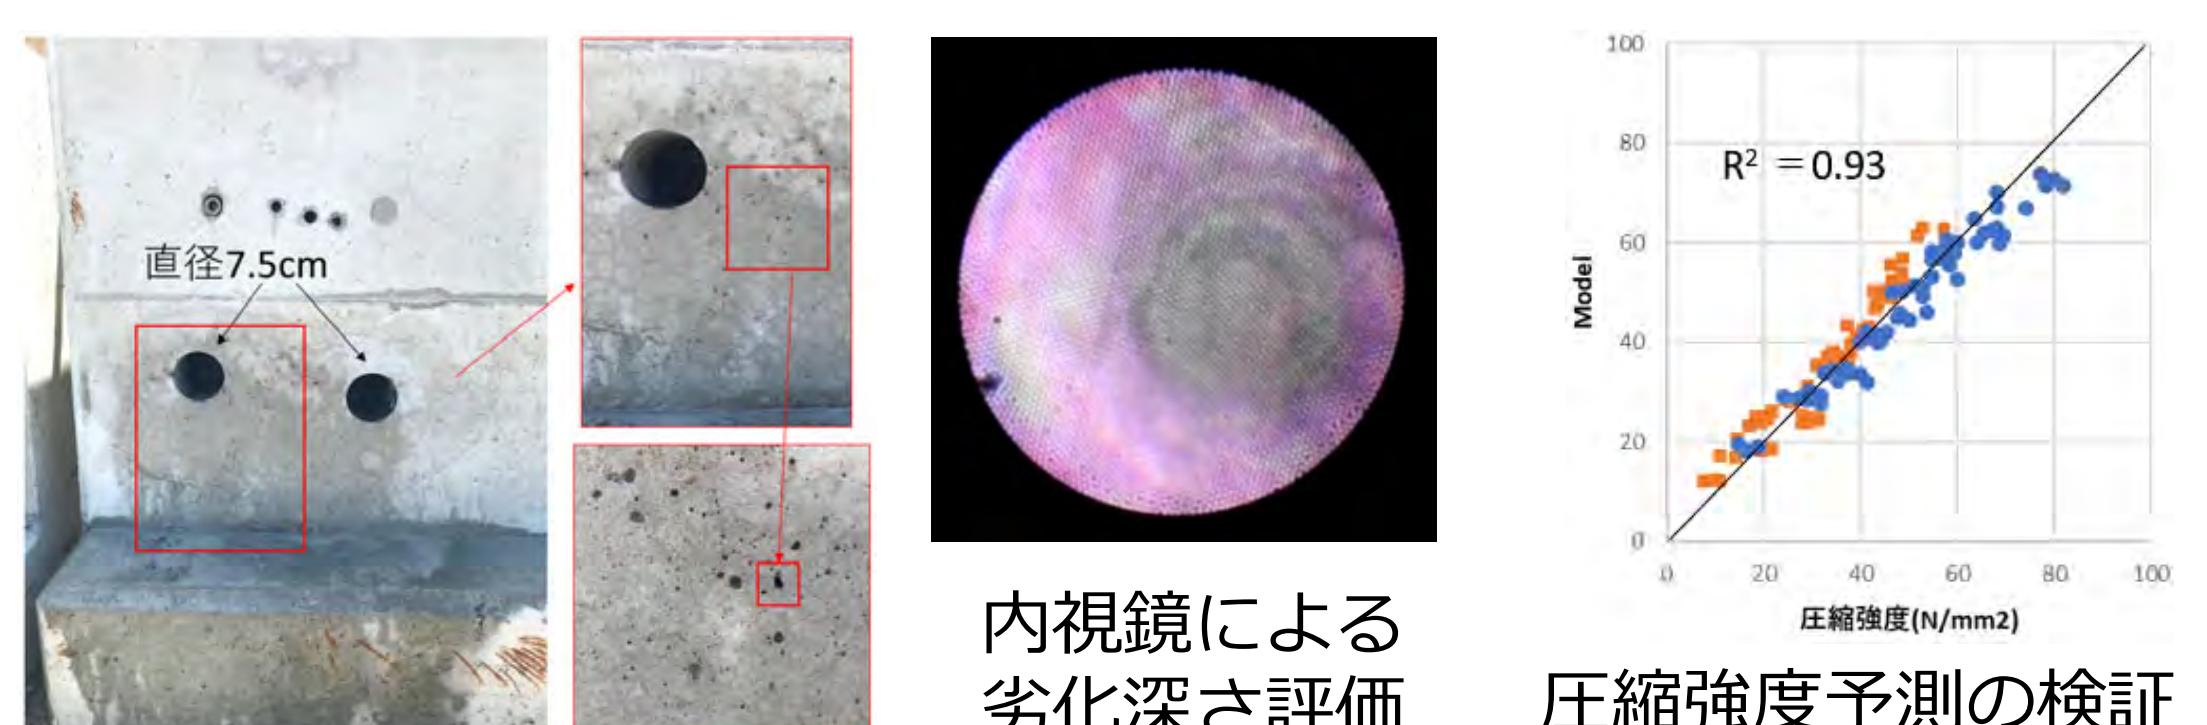 直径7.5cm
内視鏡による
劣化深さ評価
100
80
60
40
20
0
Model
R² =0.93
0 20 40 60 80 100
圧縮強度(N/mm2)
圧縮強度予測の検証